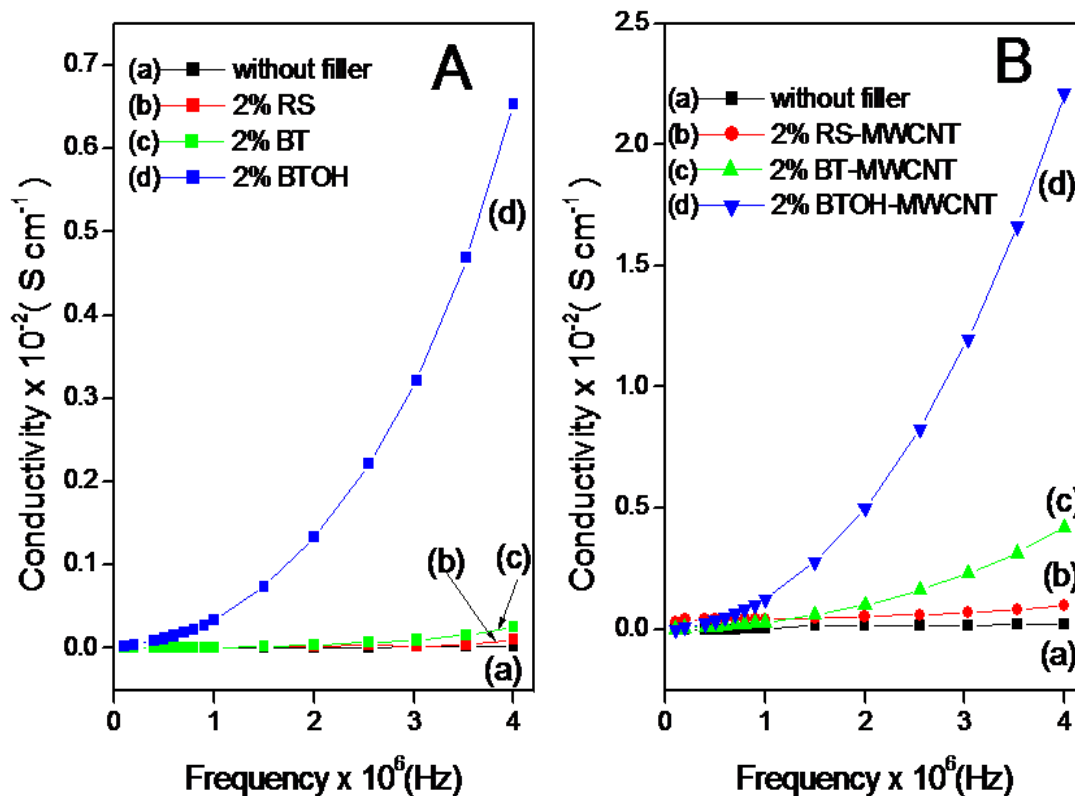 A
(a) without filler
(b) 2% RS
(c) 2% BT
(d) 2% BTOH
(d)
(b)
(c)
(a)
0.7
0.6
0.5
0.4
0.3
0.2
0.1
0.0
Conductivity x 10⁻²( S cm⁻¹)
0 1 2 3 4
Frequency x 10⁶(Hz)
B
(a) without filler
(b) 2% RS-MWCNT
(c) 2% BT-MWCNT
(d) 2% BTOH-MWCNT
(d)
(c)
(b)
(a)
2.5
2.0
1.5
1.0
0.5
0.0
Conductivity x 10⁻²( S cm⁻¹)
0 1 2 3 4
Frequency x 10⁶(Hz)